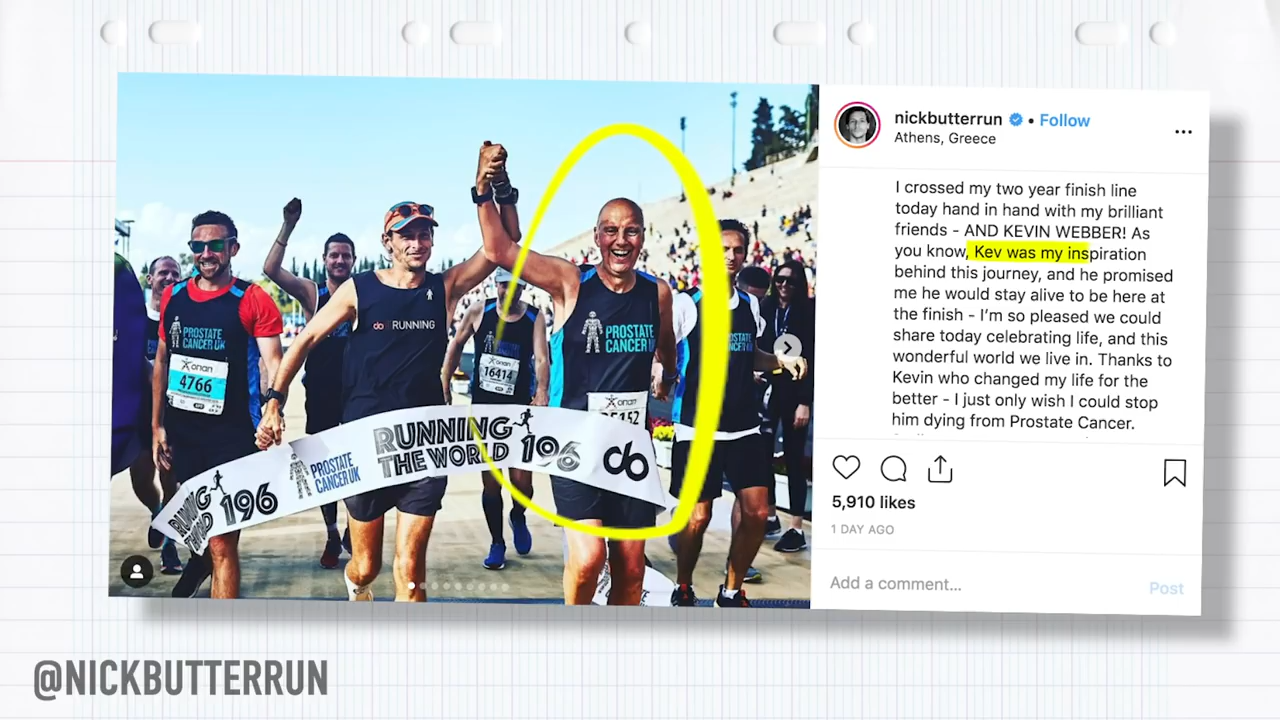 nickbutterrun • Follow
Athens, Greece
I crossed my two year finish line
today hand in hand with my brilliant
friends - AND KEVIN WEBBER! As
you know, Kev was my inspiration
behind this journey, and he promised
me he would stay alive to be here at
the finish - I'm so pleased we could
share today celebrating life, and this
wonderful world we live in. Thanks to
Kevin who changed my life for the
better - I just only wish I could stop
him dying from Prostate Cancer.
5,910 likes
1 DAY AGO
Add a comment... Post
PROSTATE
CANCER UK
onan
4766
db RUNNING
16414
PROSTATE
CANCER UK
onan
RUNNING
THE WORLD 196
PROSTATE
CANCER UK
RUNNING
THE WORLD 196 db
@NICKBUTTERRUN